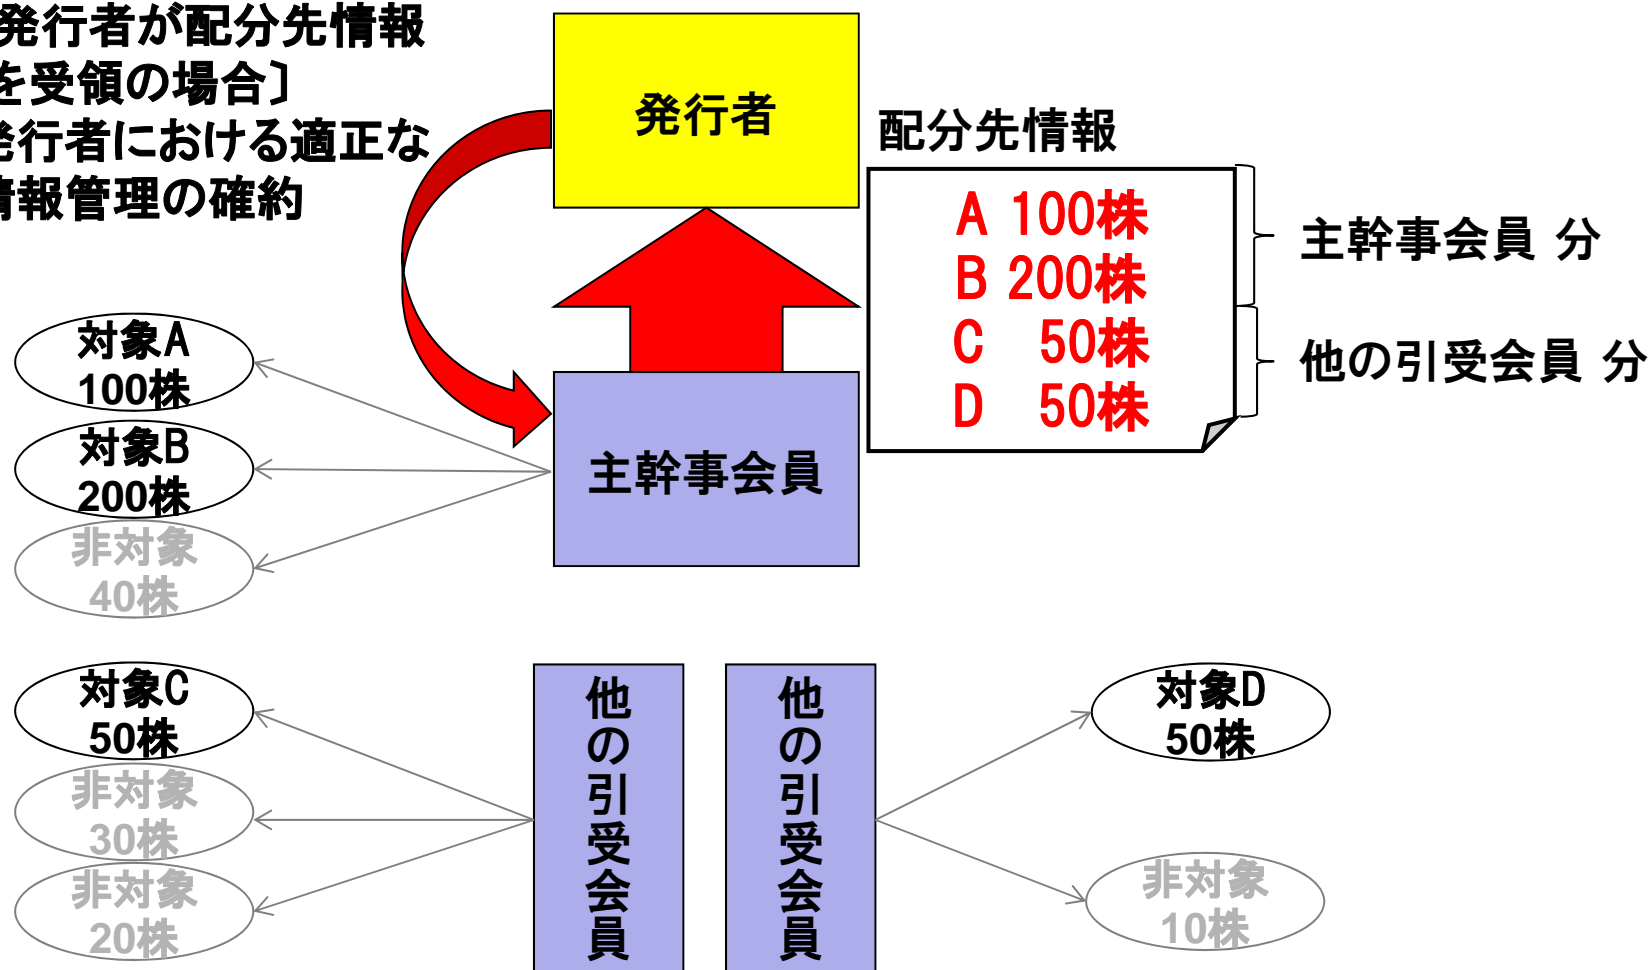 発行者が配分先情報
を受領の場合〕
発行者における適正な
情報管理の確約
発行者
配分先情報
A 100株
B 200株
C 50株
D 50株
主幹事会員 分
他の引受会員 分
対象A
100株
対象B
200株
非対象
40株
主幹事会員
対象C
50株
非対象
30株
非対象
20株
他の引受会員
他の引受会員
対象D
50株
非対象
10株